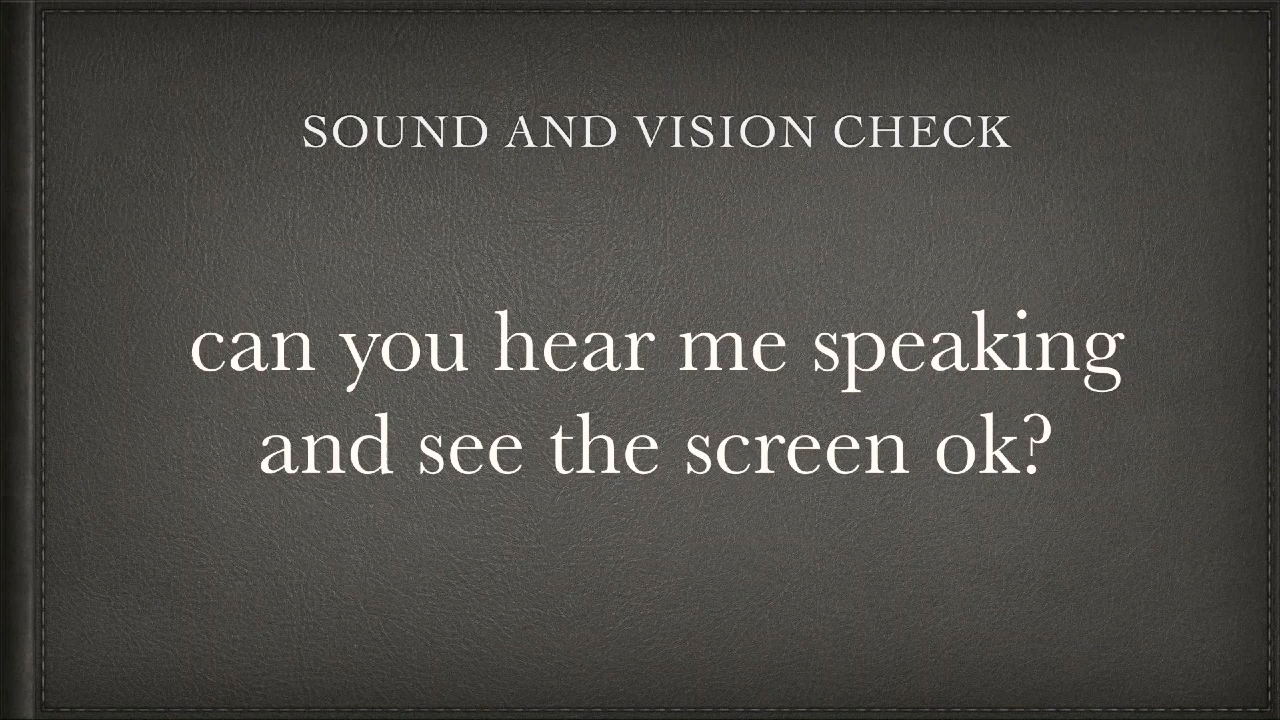 SOUND AND VISION CHECK
can you hear me speaking
and see the screen ok?